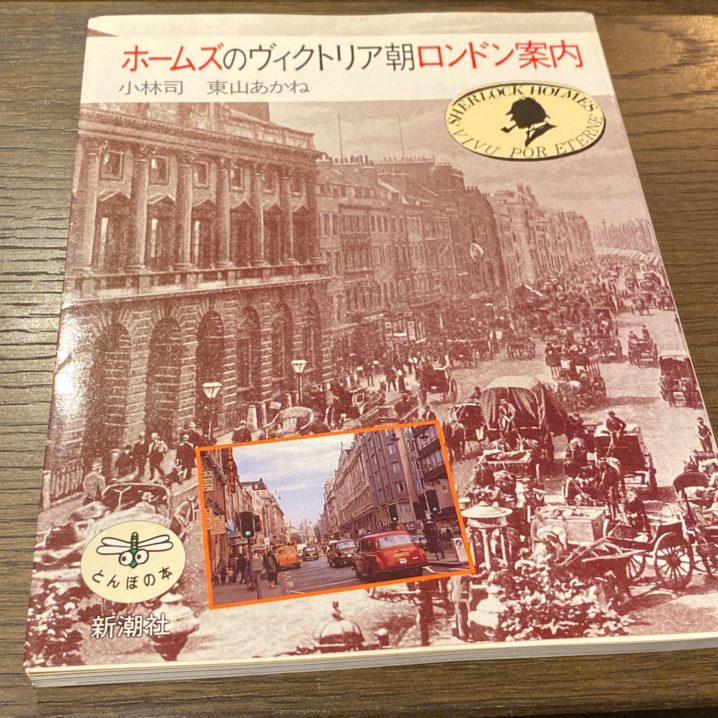 ホームズのヴィクトリア朝ロンドン案内
小林司 東山あかね
SHERLOCK HOLMES
VIVU POR ETERNE
とんぼの本
新潮社